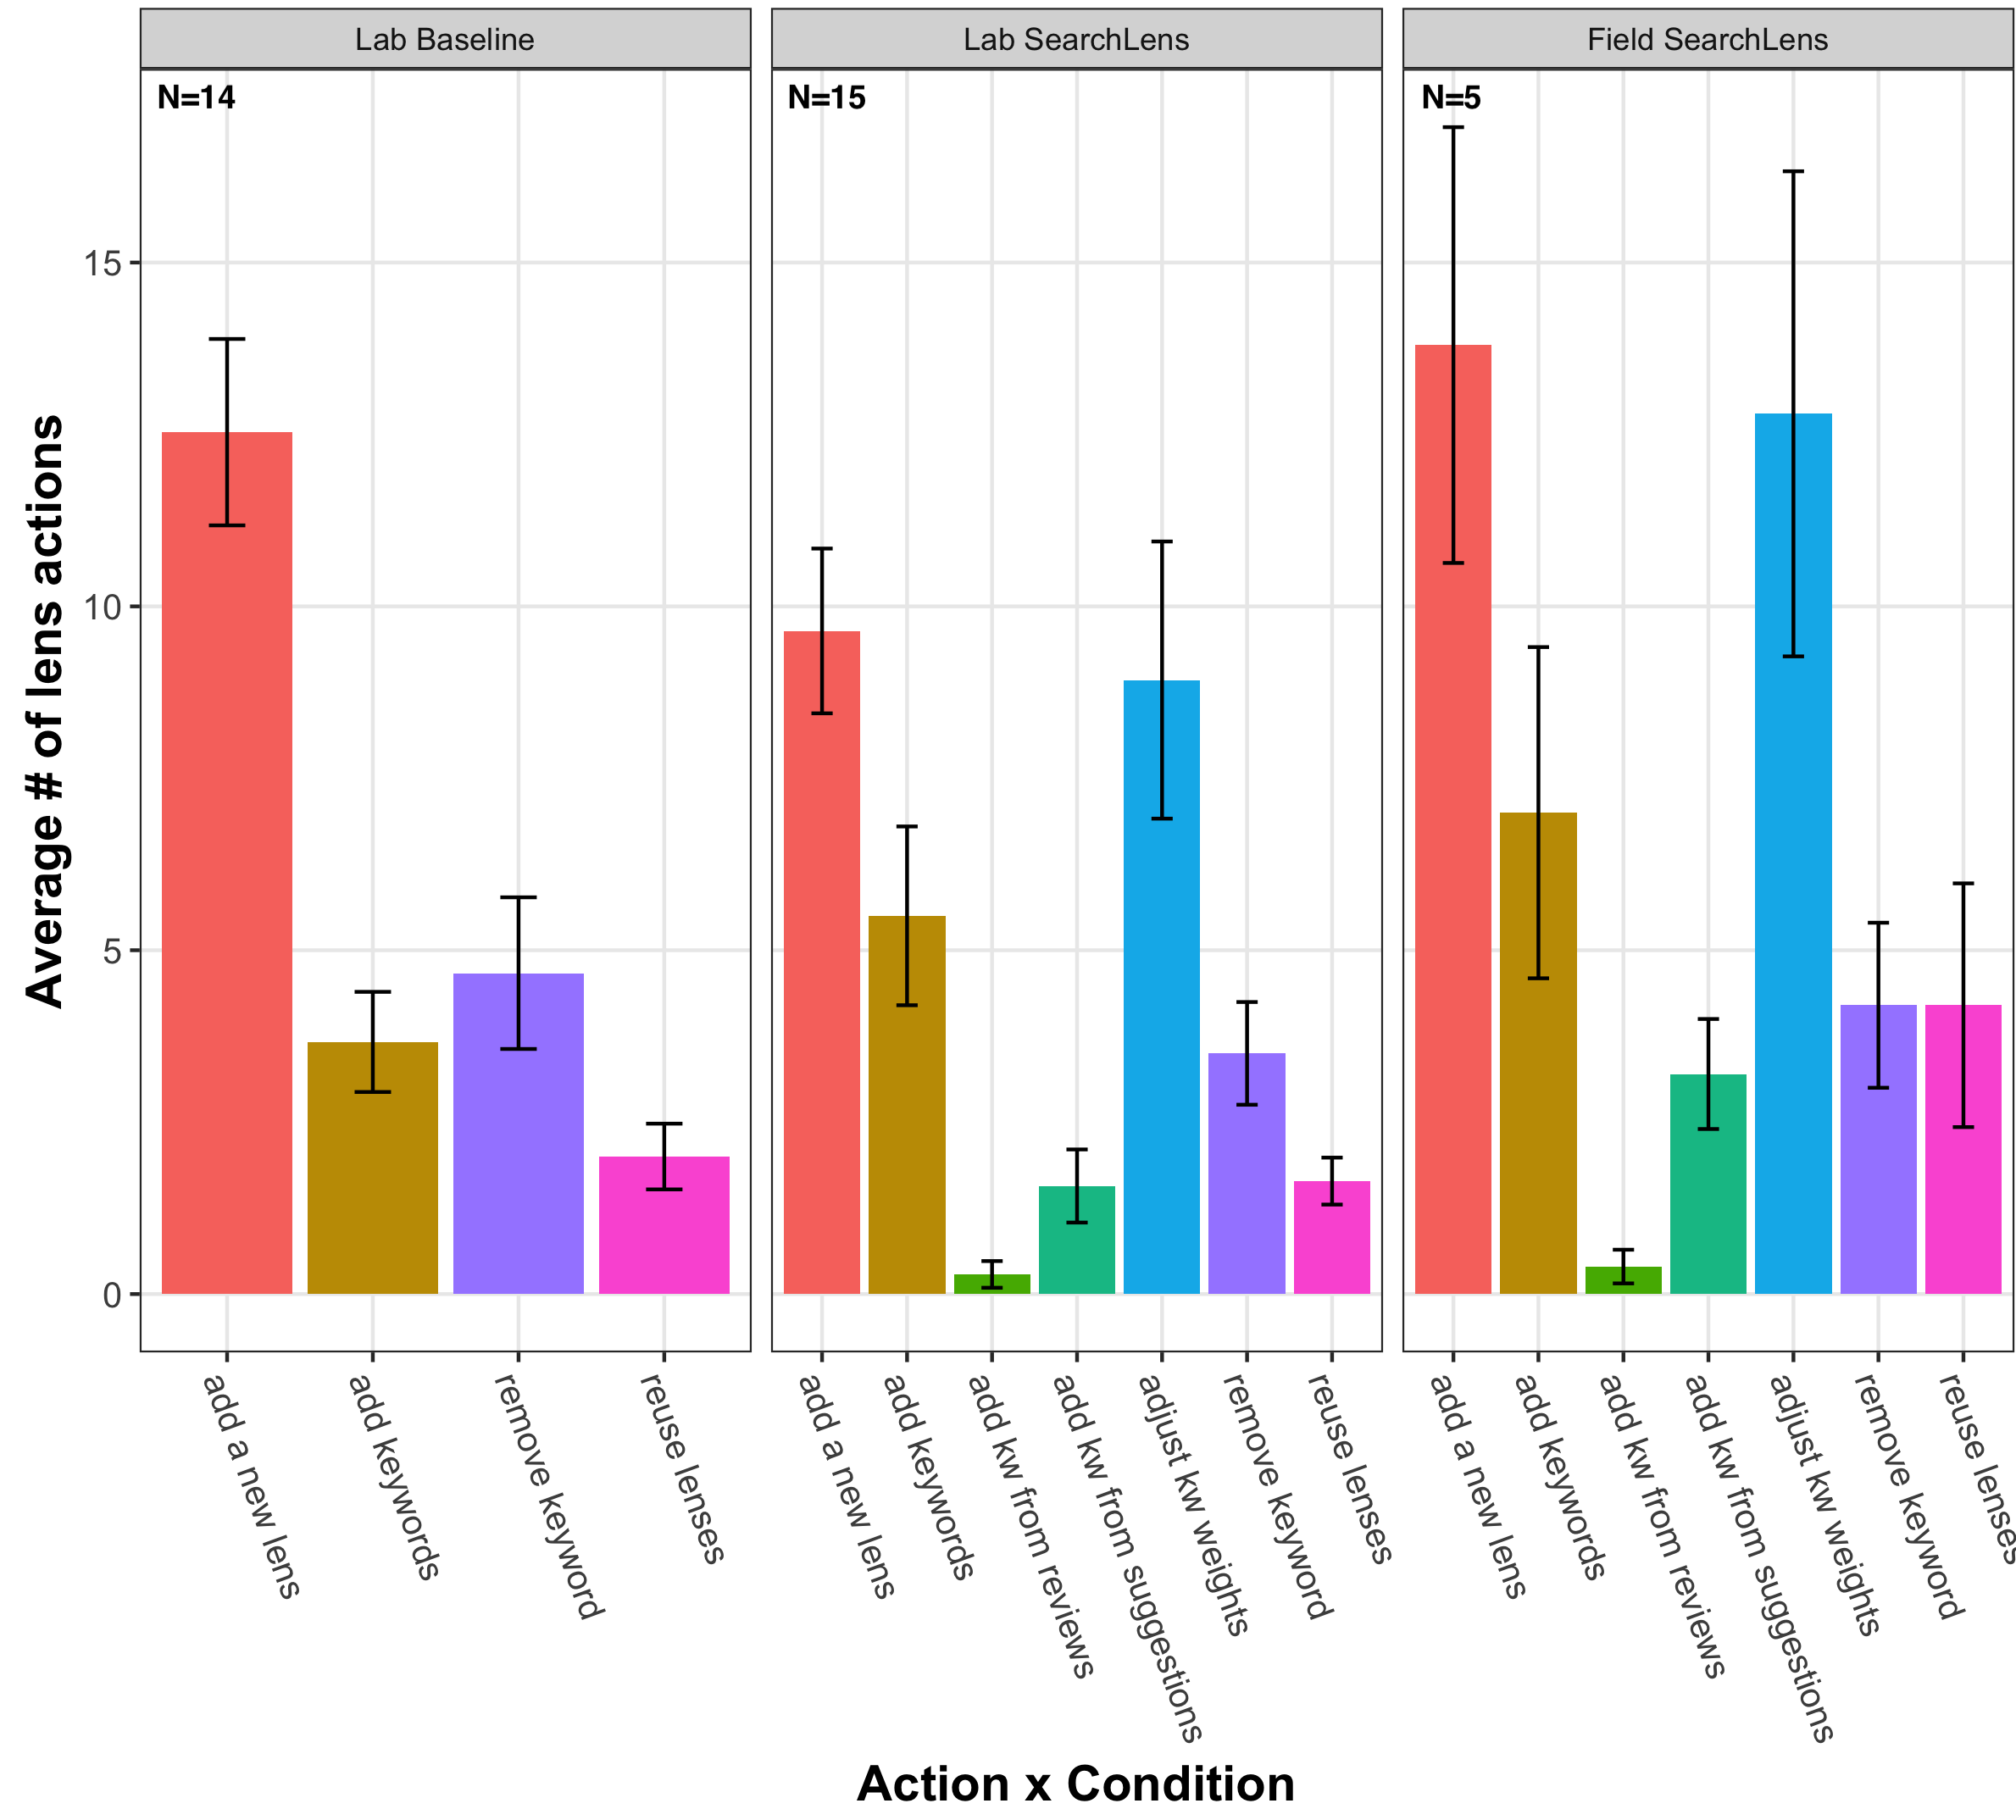 Lab Baseline
Lab SearchLens
Field SearchLens
N=14
N=15
N=5
Average # of lens actions
15
10
5
0
add a new lens
add keywords
remove keyword
reuse lenses
add a new lens
add keywords
add kw from reviews
add kw from suggestions
adjust kw weights
remove keyword
reuse lenses
add a new lens
add keywords
add kw from reviews
add kw from suggestions
adjust kw weights
remove keyword
reuse lenses
Action x Condition